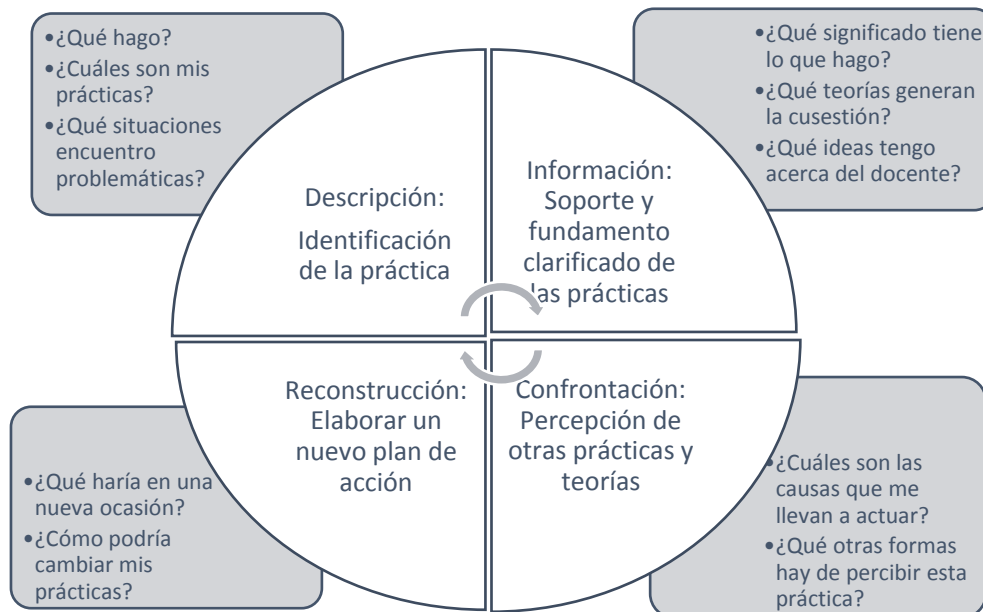 •¿Qué hago?
•¿Cuáles son mis
prácticas?
•¿Qué situaciones
encuentro
problemáticas?
Descripción:
Identificación
de la práctica
•¿Qué significado tiene
lo que hago?
•¿Qué teorías generan
la cusestión?
•¿Qué ideas tengo
acerca del docente?
Información:
Soporte y
fundamento
clarificado de
las prácticas
Confrontación:
Percepción de
otras prácticas y
teorías
•¿Cuáles son las
causas que me
llevan a actuar?
•¿Qué otras formas
hay de percibir esta
práctica?
Reconstrucción:
Elaborar un
nuevo plan de
acción
•¿Qué haría en una
nueva ocasión?
•¿Cómo podría
cambiar mis
prácticas?